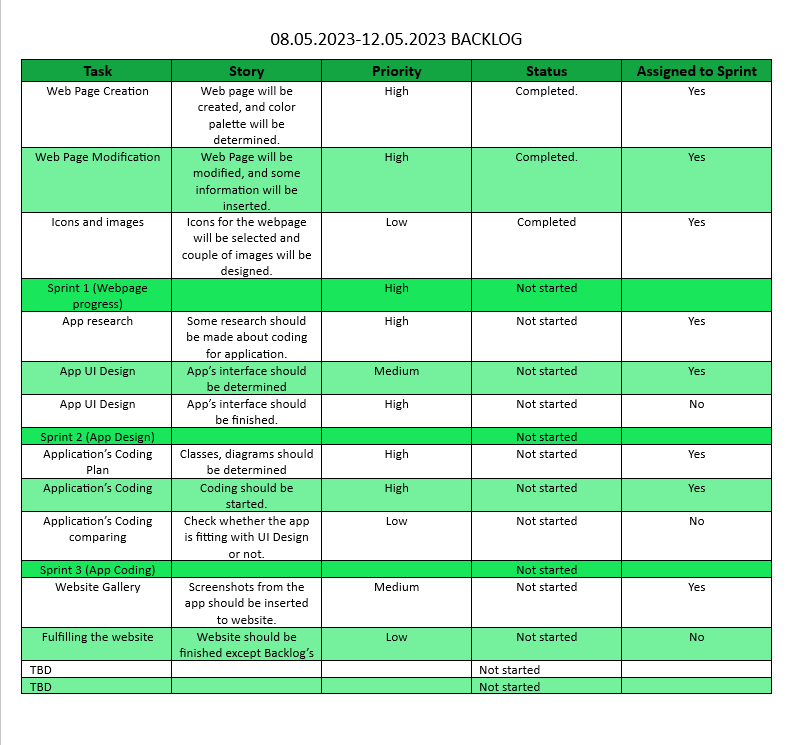 08.05.2023-12.05.2023 BACKLOG
Task Story Priority Status Assigned to Sprint
Web Page Creation Web page will be High Completed. Yes
created, and color
palette will be
determined.
Web Page Modification Web Page will be High Completed. Yes
modified, and some
information will be
inserted.
Icons and images Icons for the webpage Low Completed Yes
will be selected and
couple of images will be
designed.
Sprint 1 (Webpage High Not started
progress)
App research Some research should High Not started Yes
be made about coding
for application.
App UI Design App's interface should Medium Not started Yes
be determined
App UI Design App's interface should High Not started No
be finished.
Sprint 2 (App Design) Not started
Application's Coding Classes, diagrams should High Not started Yes
Plan be determined
Application's Coding Coding should be High Not started Yes
started.
Application's Coding Check whether the app Low Not started No
comparing is fitting with UI Design
or not.
Sprint 3 (App Coding) Not started
Website Gallery Screenshots from the Medium Not started Yes
app should be inserted
to website.
Fulfilling the website Website should be Low Not started No
finished except Backlog's
TBD Not started
TBD Not started